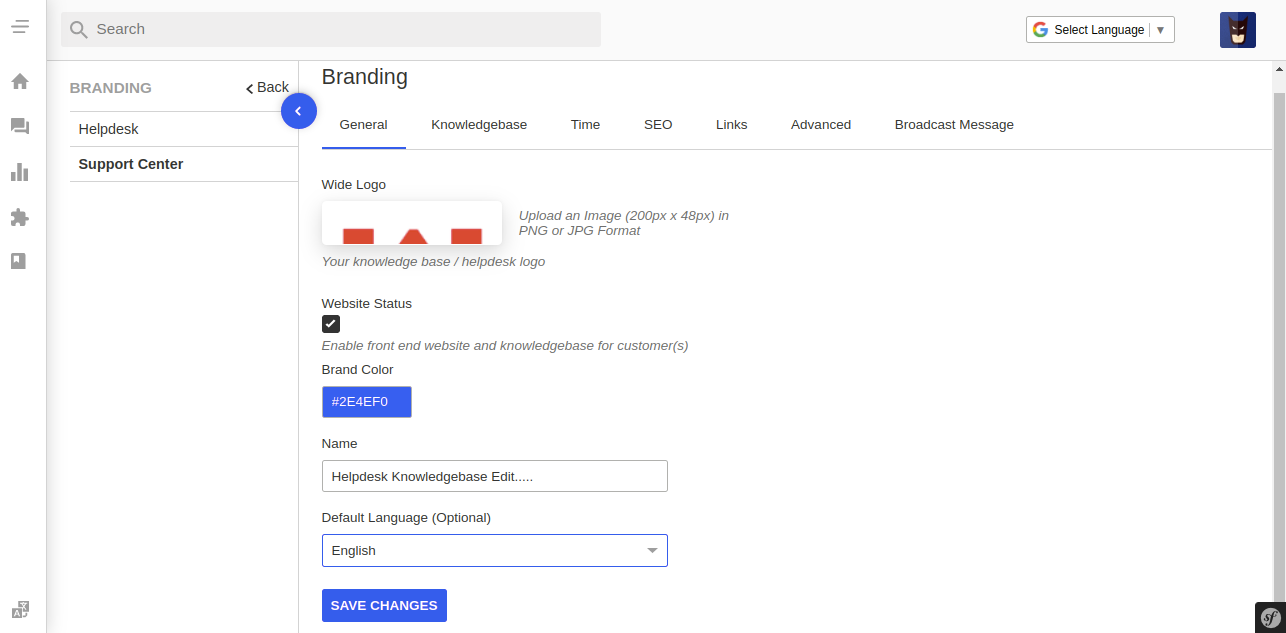 Search
Select Language
BRANDING
Back
Helpdesk
Support Center
Branding
General
Knowledgebase
Time
SEO
Links
Advanced
Broadcast Message
Wide Logo
Upload an Image (200px x 48px) in
PNG or JPG Format
Your knowledge base / helpdesk logo
Website Status
Enable front end website and knowledgebase for customer(s)
Brand Color
#2E4EF0
Name
Helpdesk Knowledgebase Edit.....
Default Language (Optional)
English
SAVE CHANGES
sf